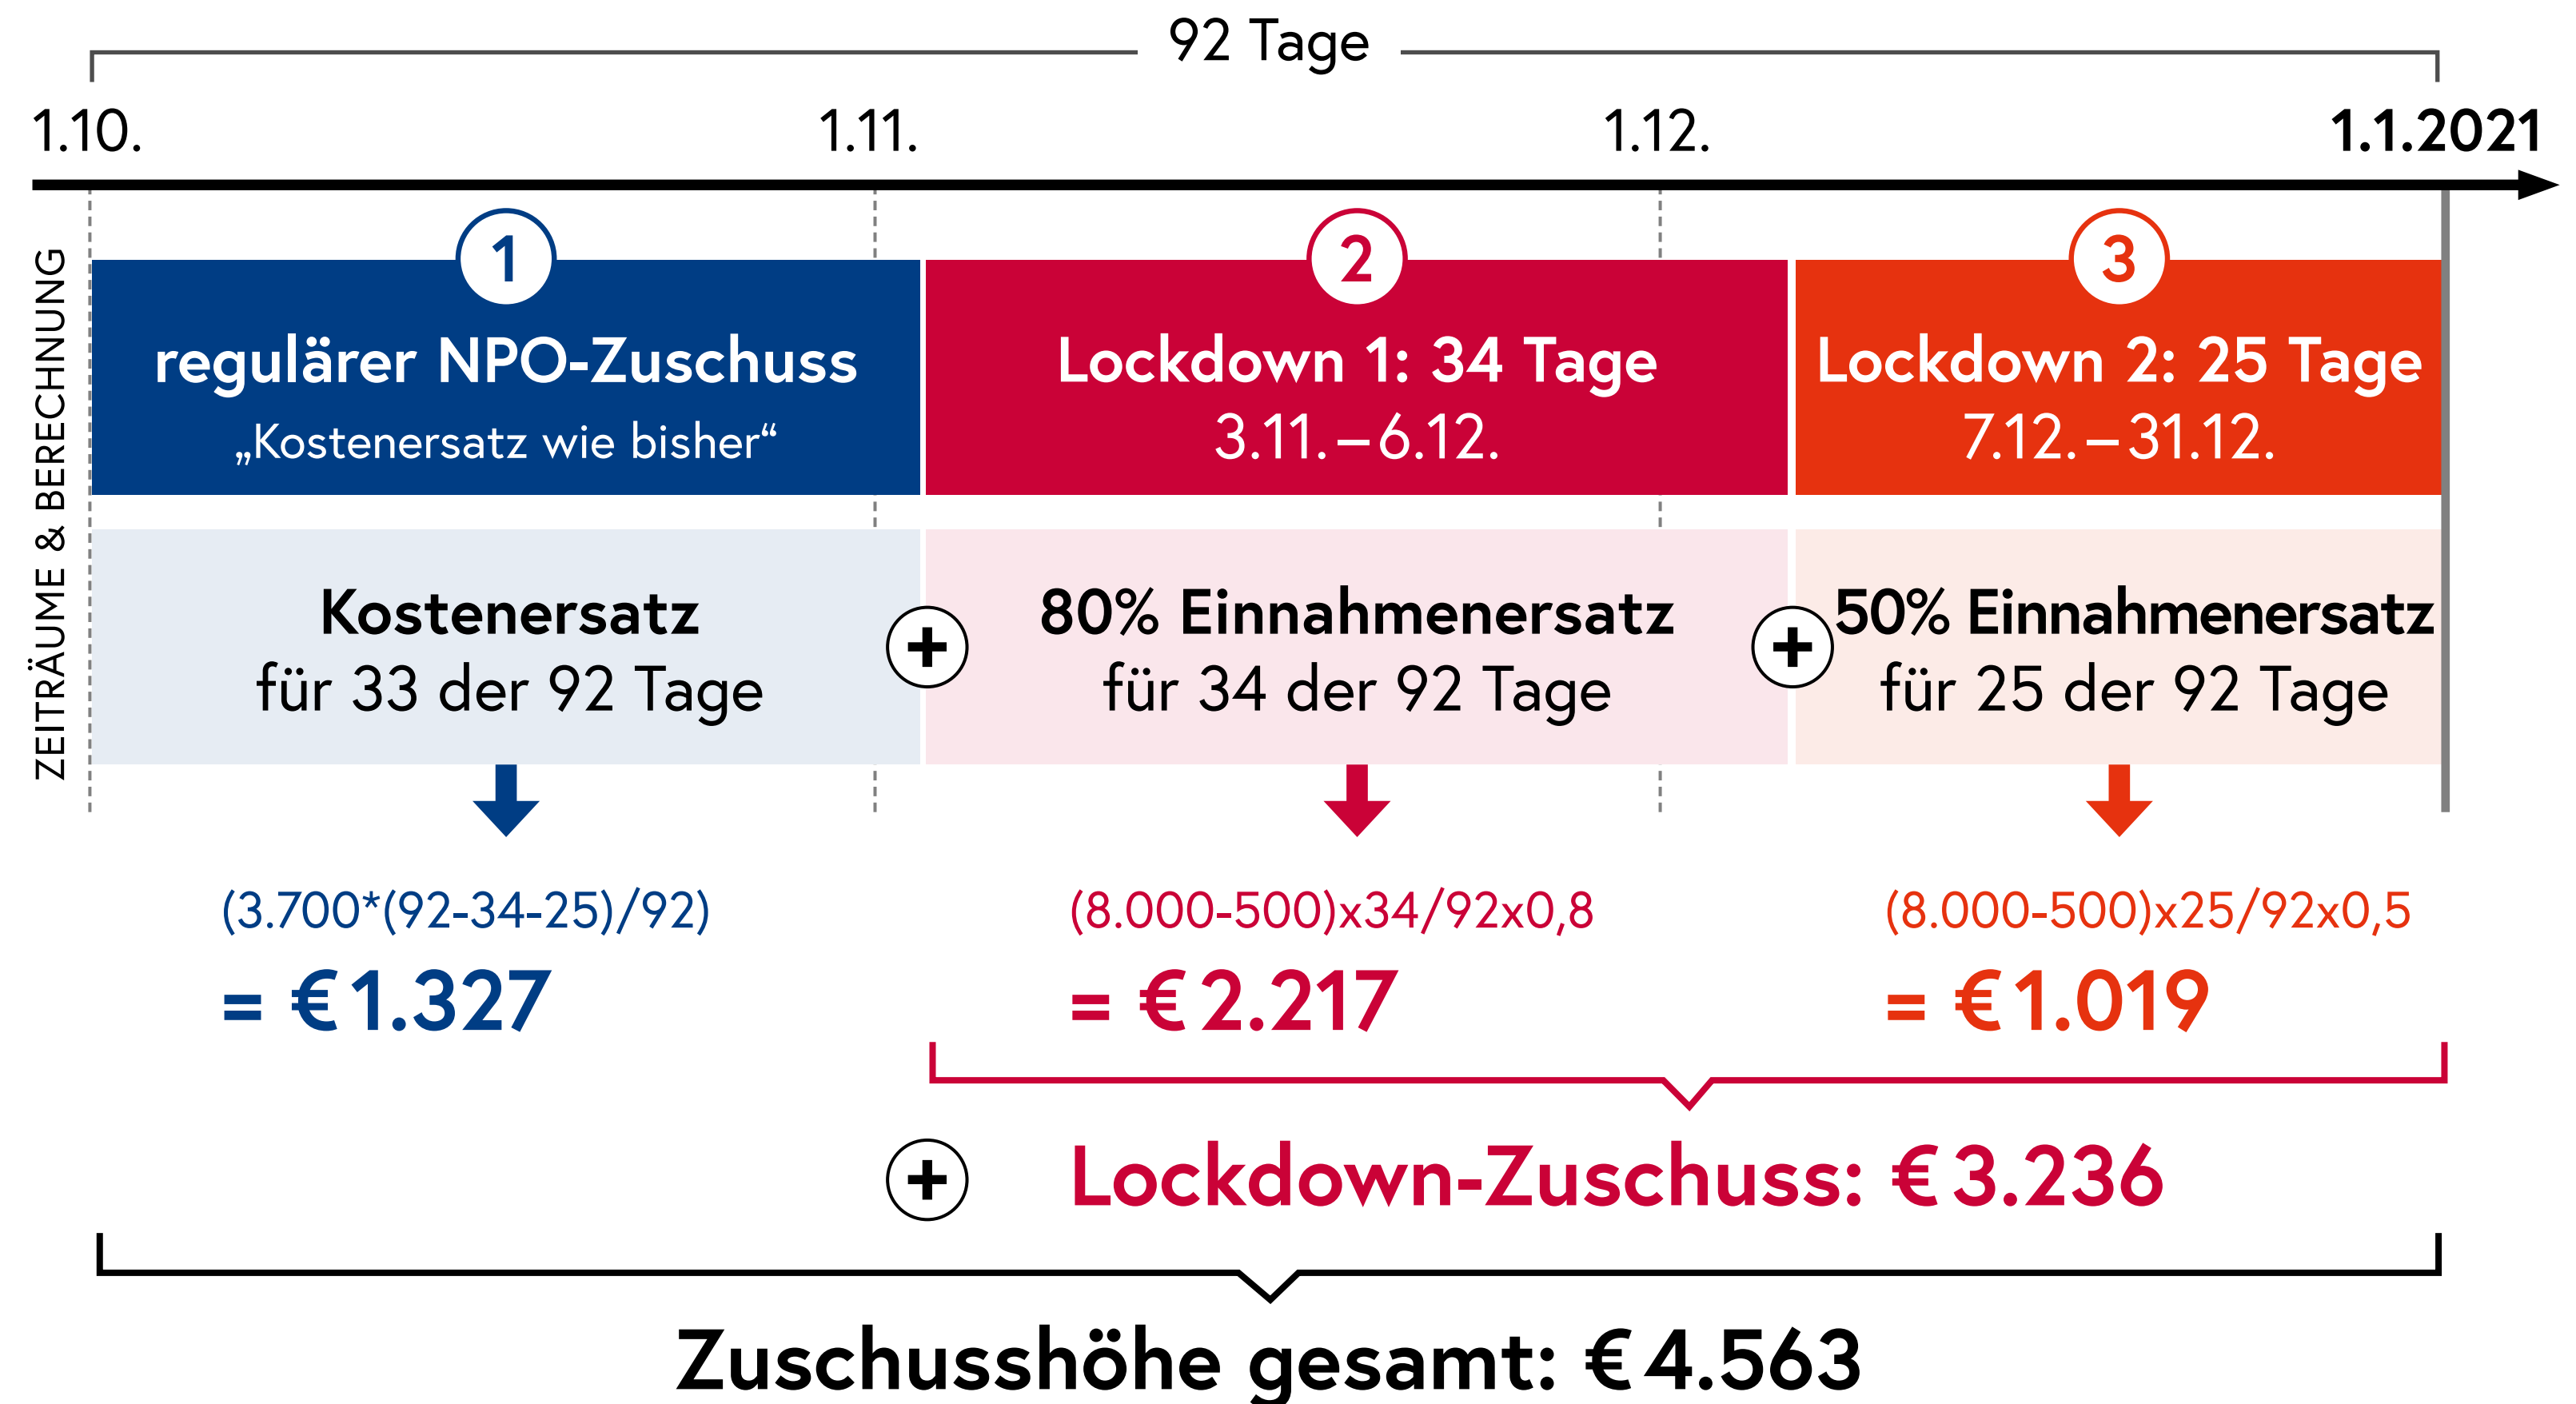 92 Tage
1.10.
1.11.
1.12.
1.1.2021
ZEITRÄUME & BERECHNUNG
1
regulärer NPO-Zuschuss
„Kostenersatz wie bisher“
2
Lockdown 1: 34 Tage
3.11. – 6.12.
3
Lockdown 2: 25 Tage
7.12. – 31.12.
Kostenersatz
für 33 der 92 Tage
+
80% Einnahmenersatz
für 34 der 92 Tage
+
50% Einnahmenersatz
für 25 der 92 Tage
(3.700*(92-34-25)/92)
= € 1.327
(8.000-500)x34/92x0,8
= € 2.217
(8.000-500)x25/92x0,5
= € 1.019
+
Lockdown-Zuschuss: € 3.236
Zuschusshöhe gesamt: € 4.563